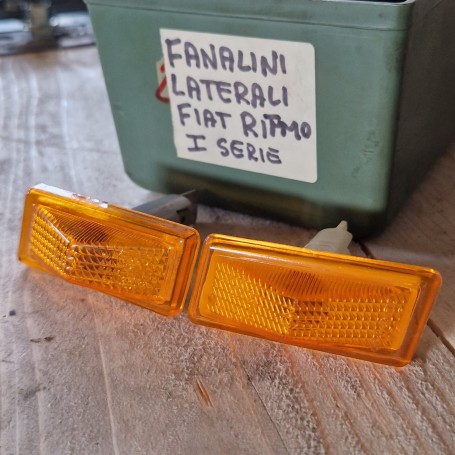 FANALINI
LATERALI
FIAT RITMO
I SERIE